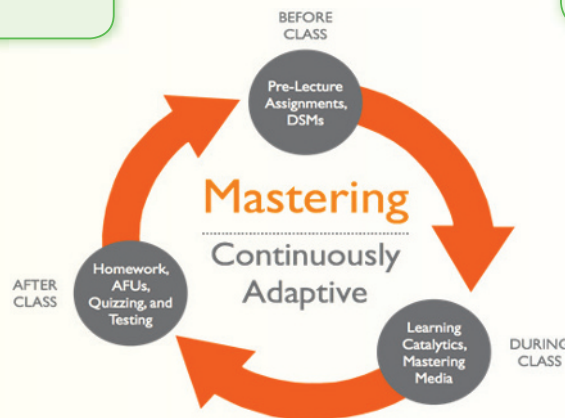 BEFORE
CLASS
Pre-Lecture
Assignments,
DSMs
Mastering
Continuously
Adaptive
AFTER
CLASS
Homework,
AFUs,
Quizzing, and
Testing
Learning
Catalytics,
Mastering
Media
DURING
CLASS